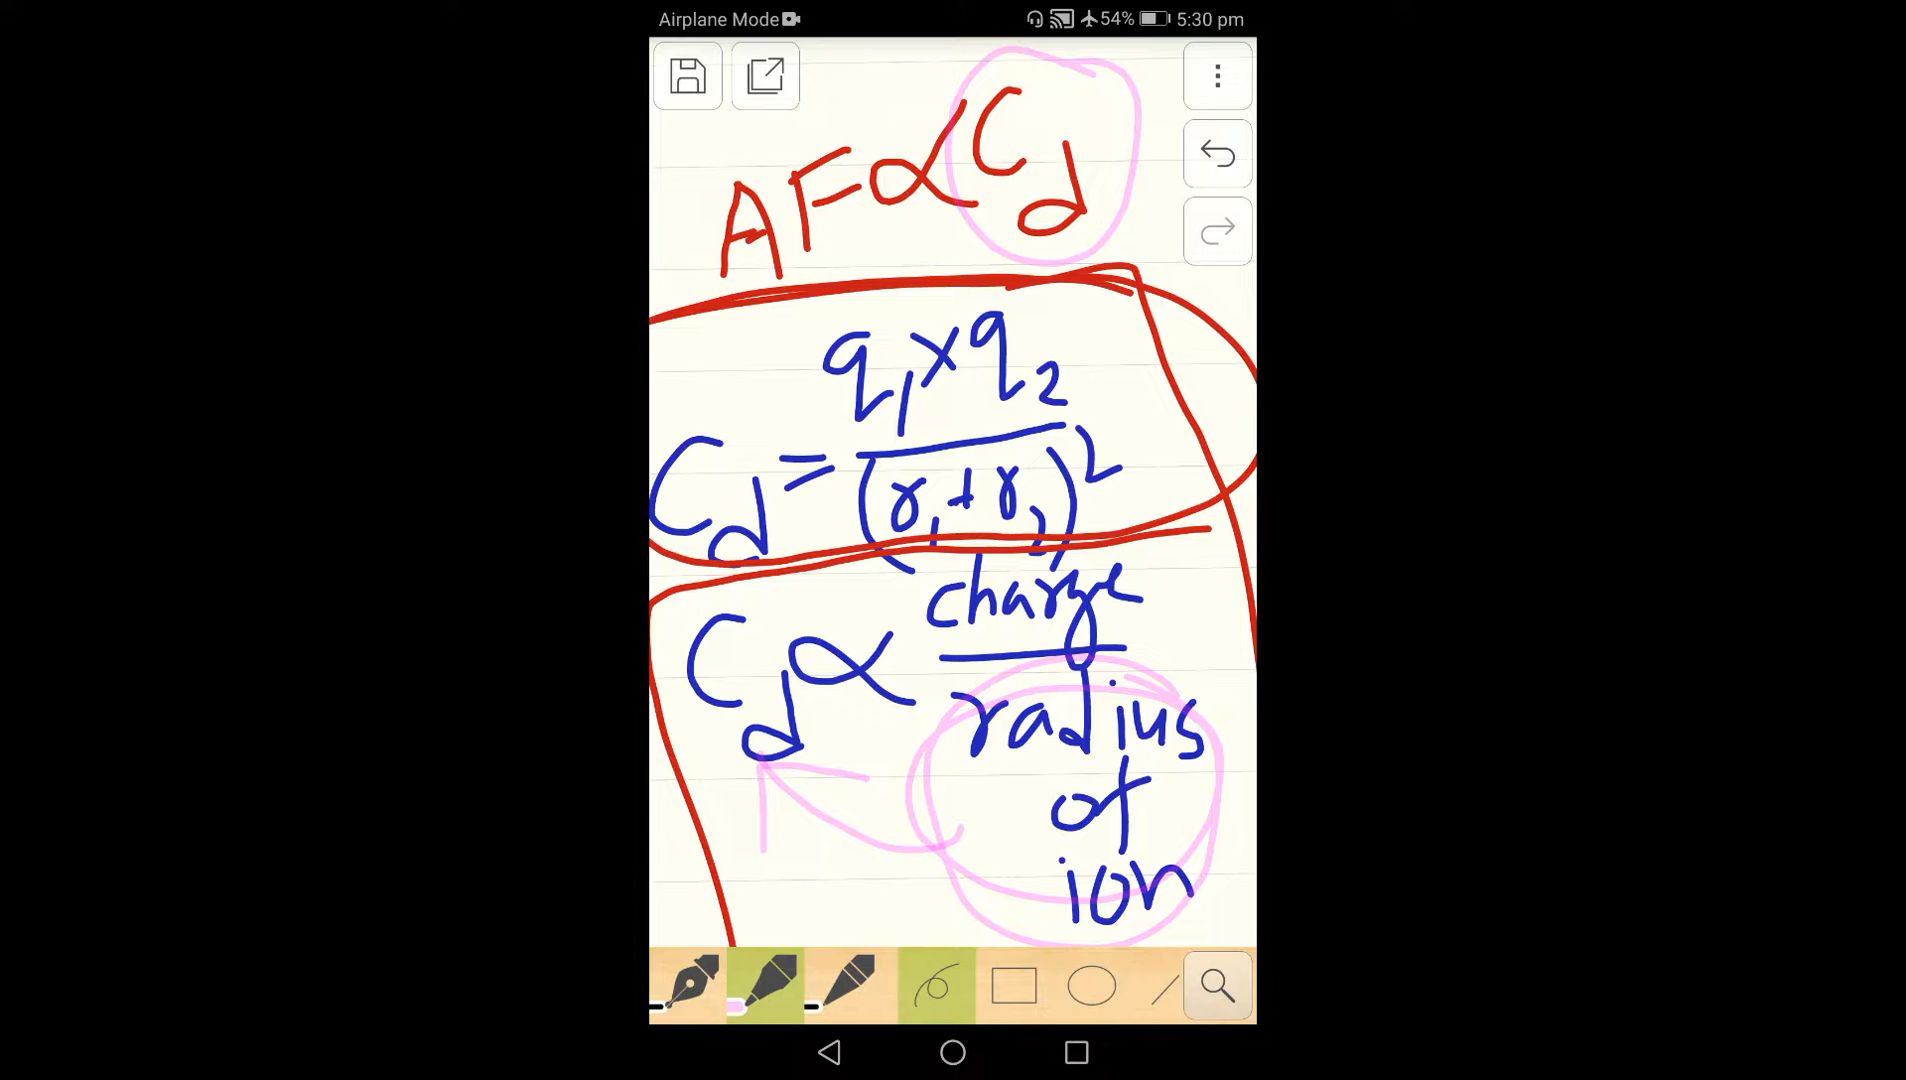 Airplane Mode 54% 5:30 pm
AF∝Cd
q1×q2
Cd=
(r1+r2)2
charge
Cd∝
radius
of
ion